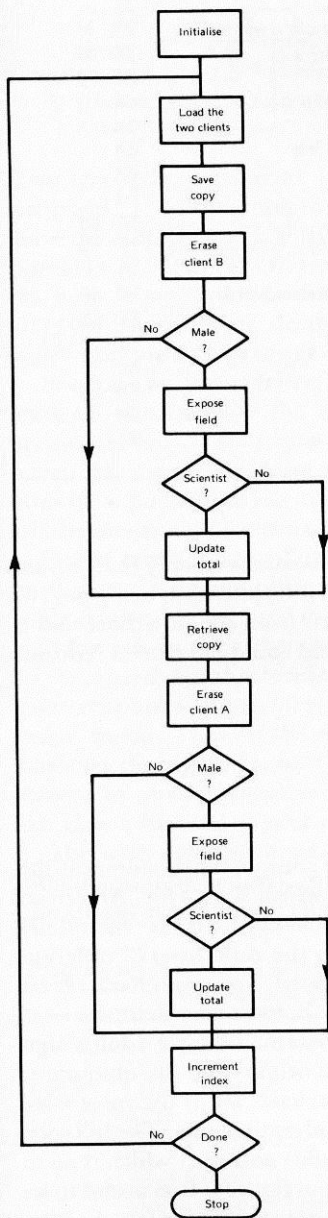 Initialise
Load the
two clients
Save
copy
Erase
client B
No
Male
?
Expose
field
Scientist
?
No
Update
total
Retrieve
copy
Erase
client A
No
Male
?
Expose
field
Scientist
?
No
Update
total
Increment
index
No
Done
?
Stop